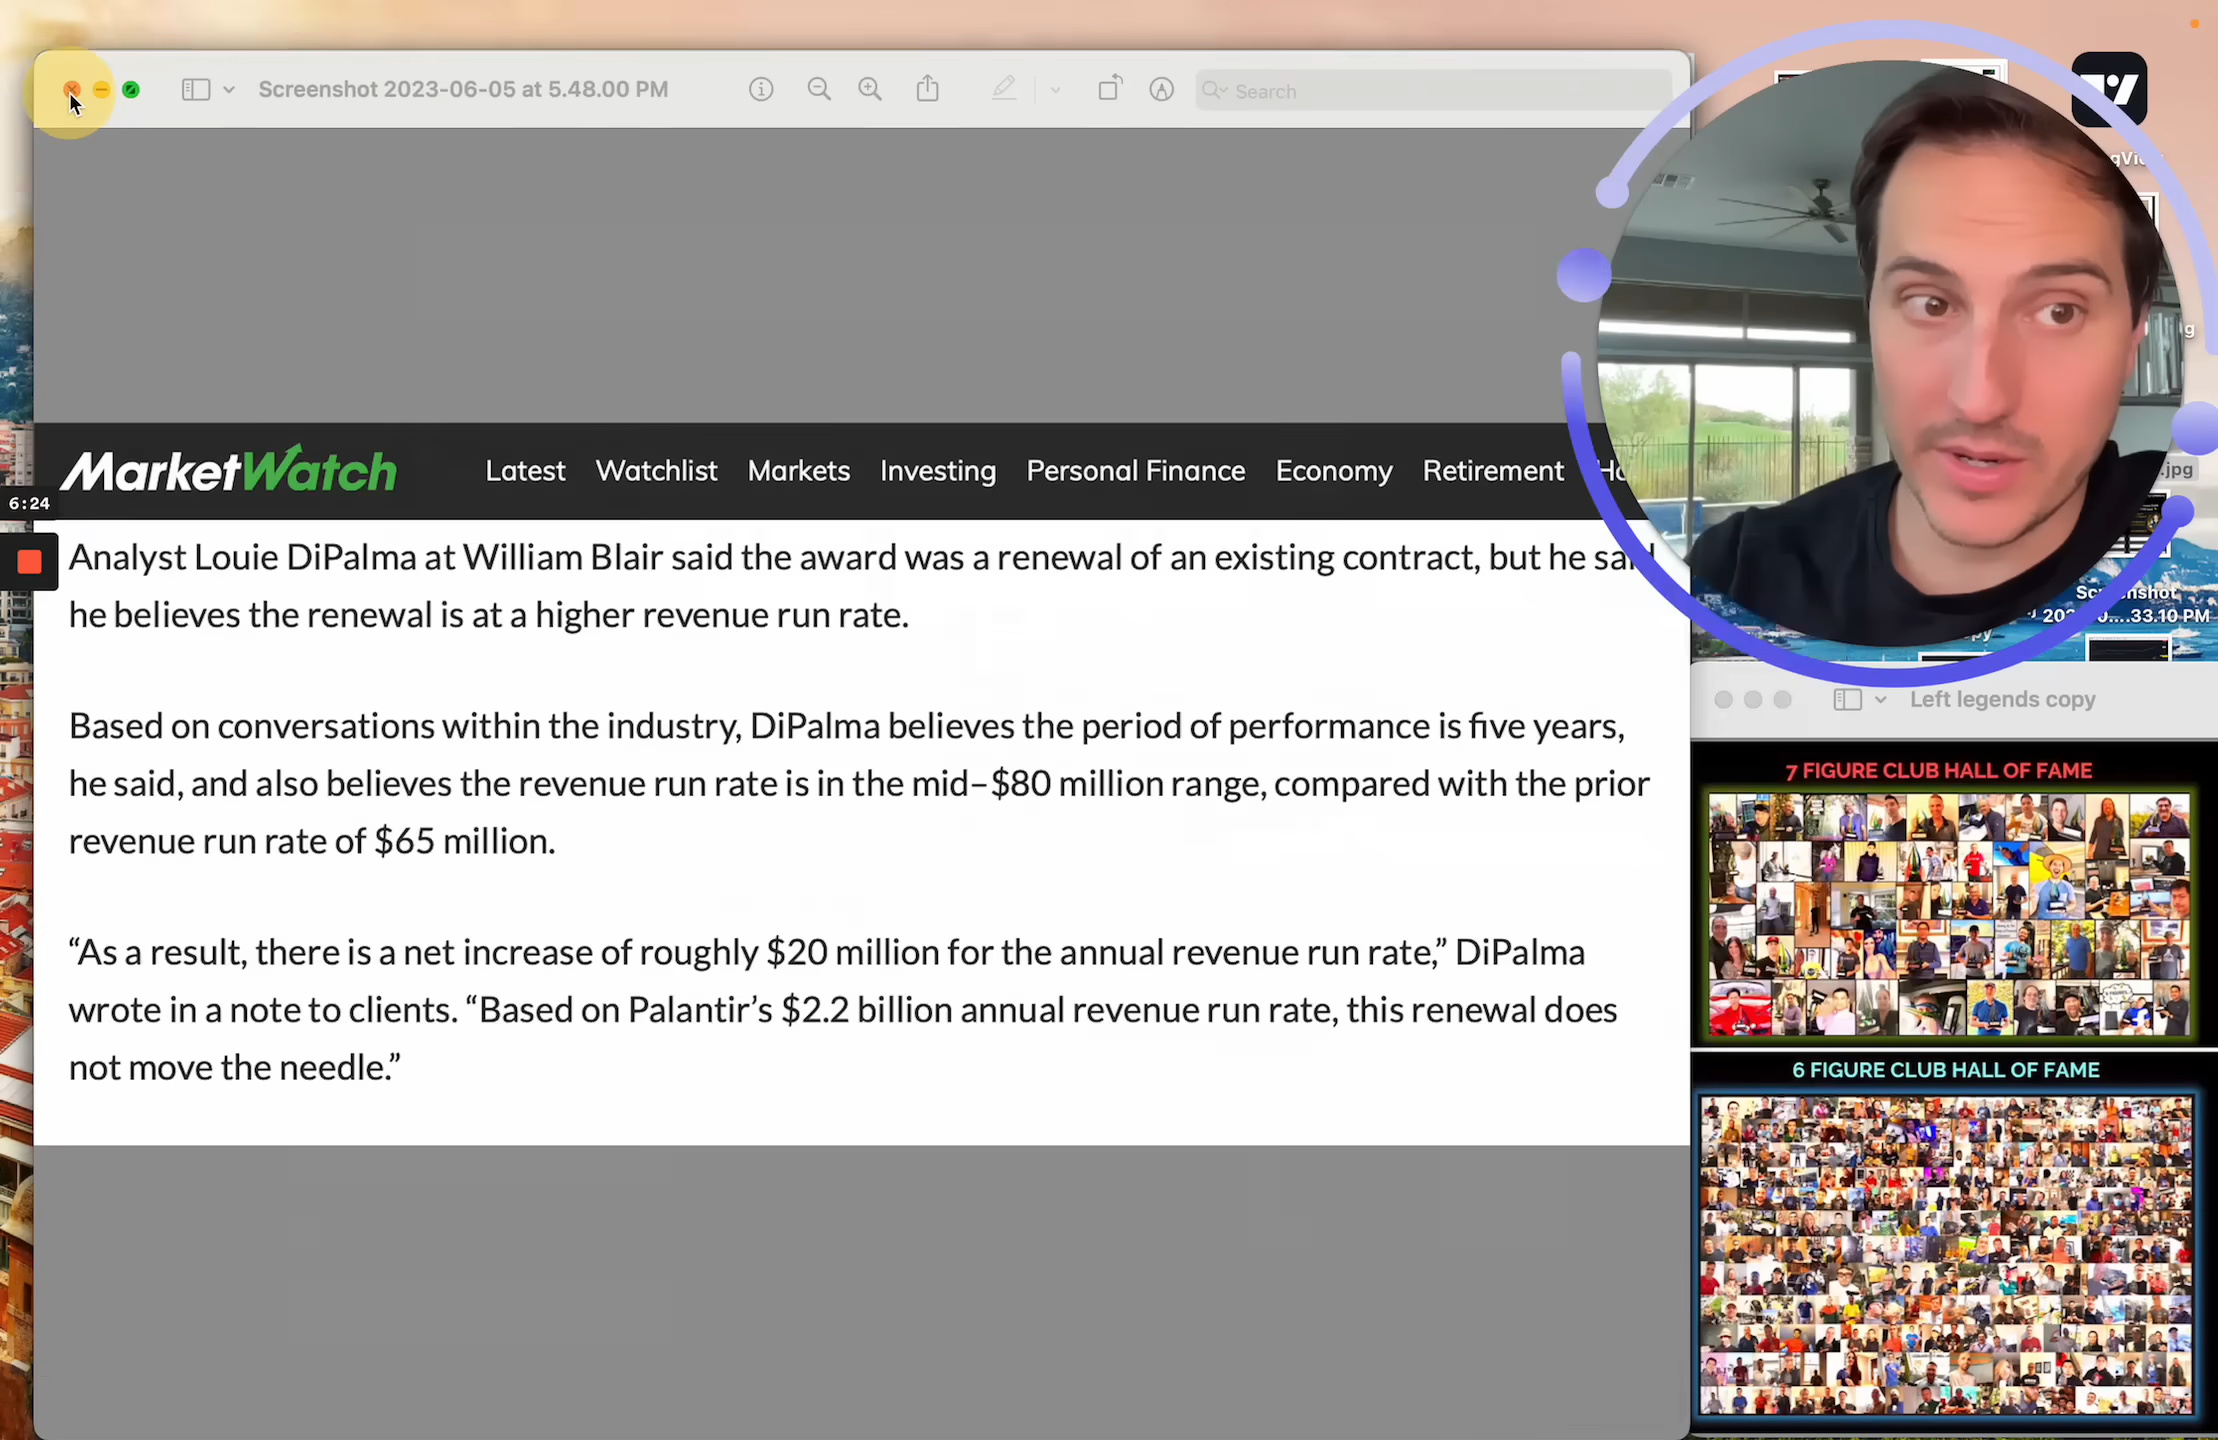 Screenshot 2023-06-05 at 5.48.00 PM
Search
MarketWatch
Latest Watchlist Markets Investing Personal Finance Economy Retirement
6:24
Analyst Louie DiPalma at William Blair said the award was a renewal of an existing contract, but he said
he believes the renewal is at a higher revenue run rate.
Based on conversations within the industry, DiPalma believes the period of performance is five years,
he said, and also believes the revenue run rate is in the mid–$80 million range, compared with the prior
revenue run rate of $65 million.
“As a result, there is a net increase of roughly $20 million for the annual revenue run rate,” DiPalma
wrote in a note to clients. “Based on Palantir’s $2.2 billion annual revenue run rate, this renewal does
not move the needle.”
.jpg
33.10 PM
Left legends copy
7 FIGURE CLUB HALL OF FAME
6 FIGURE CLUB HALL OF FAME